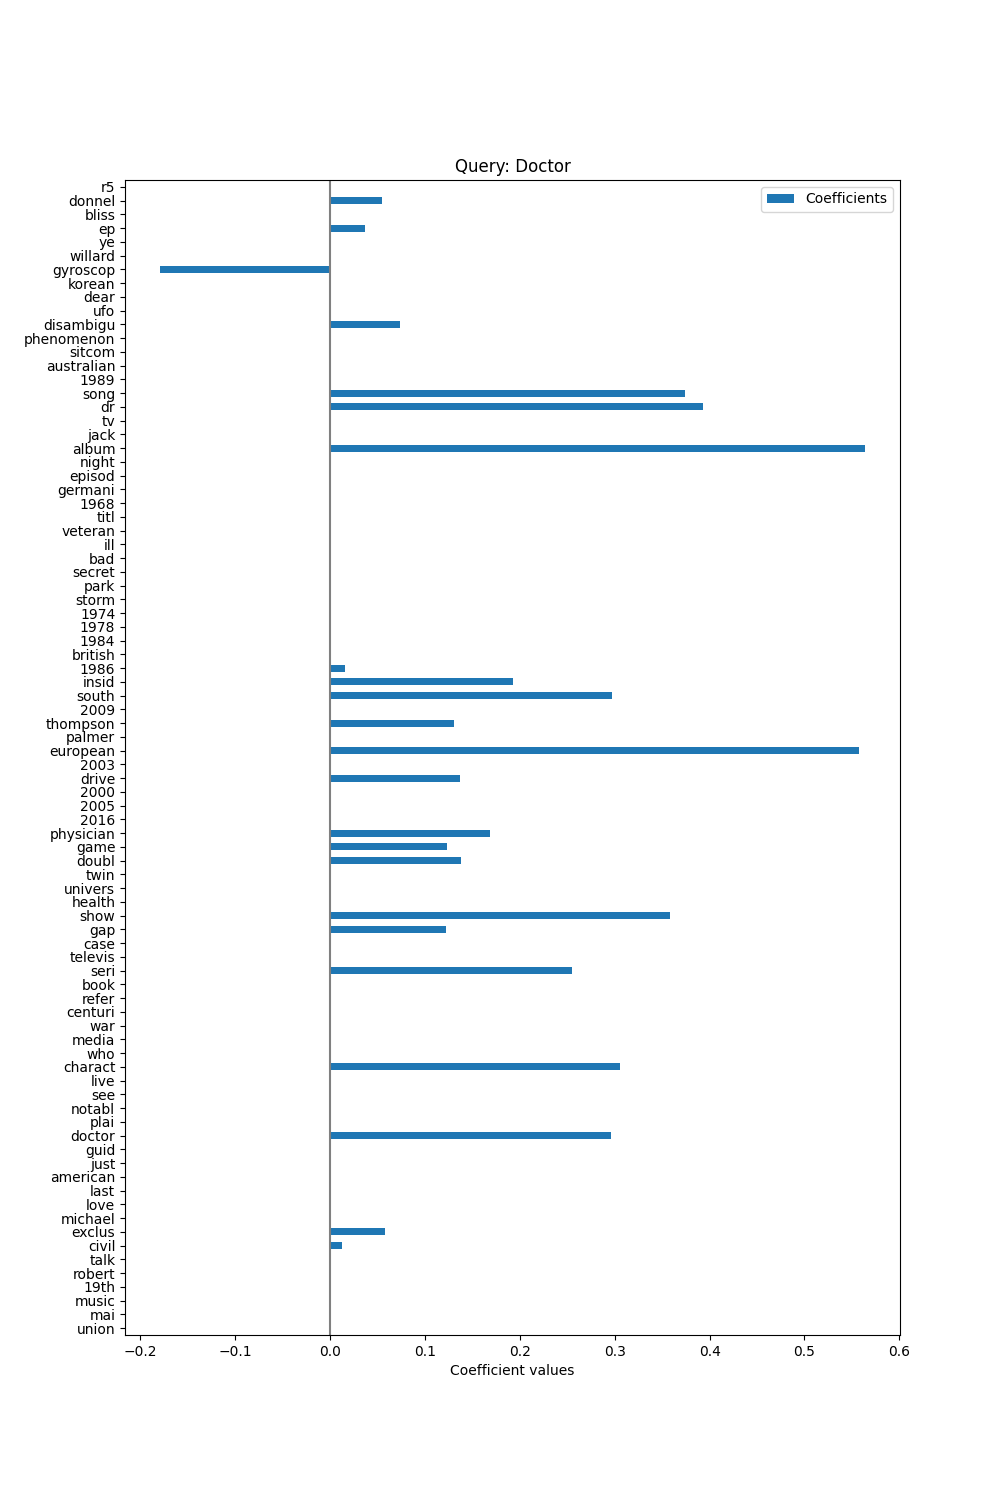 Query: Doctor
Coefficients
r5
donnel
bliss
ep
ye
willard
gyroscop
korean
dear
ufo
disambigu
phenomenon
sitcom
australian
1989
song
dr
tv
jack
album
night
episod
germani
1968
titl
veteran
ill
bad
secret
park
storm
1974
1978
1984
british
1986
insid
south
2009
thompson
palmer
european
2003
drive
2000
2005
2016
physician
game
doubl
twin
univers
health
show
gap
case
televis
seri
book
refer
centuri
war
media
who
charact
live
see
notabl
plai
doctor
guid
just
american
last
love
michael
exclus
civil
talk
robert
19th
music
mai
union
−0.2 −0.1 0.0 0.1 0.2 0.3 0.4 0.5 0.6
Coefficient values